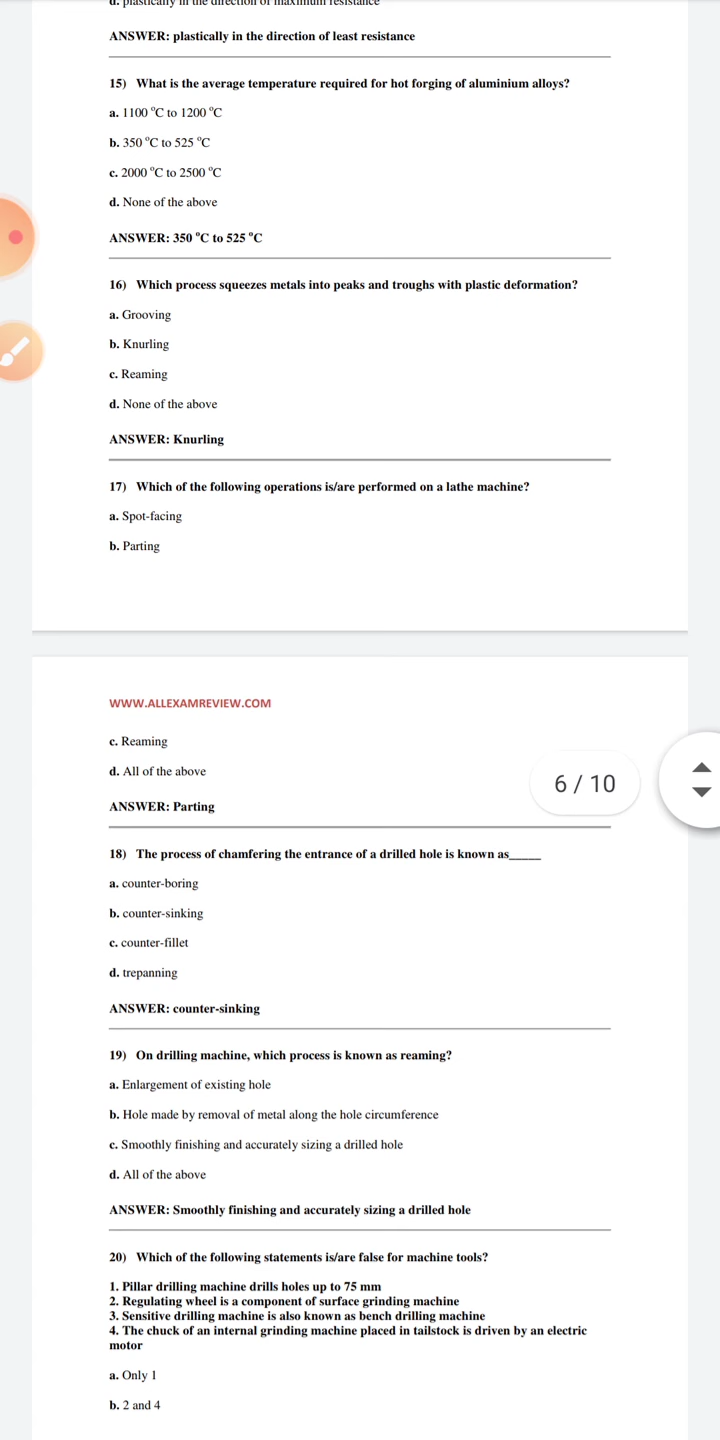 d. plastically in the direction of maximum resistance
ANSWER: plastically in the direction of least resistance
15) What is the average temperature required for hot forging of aluminium alloys?
a. 1100 °C to 1200 °C
b. 350 °C to 525 °C
c. 2000 °C to 2500 °C
d. None of the above
ANSWER: 350 °C to 525 °C
16) Which process squeezes metals into peaks and troughs with plastic deformation?
a. Grooving
b. Knurling
c. Reaming
d. None of the above
ANSWER: Knurling
17) Which of the following operations is/are performed on a lathe machine?
a. Spot-facing
b. Parting
WWW.ALLEXAMREVIEW.COM
c. Reaming
d. All of the above
6 / 10
ANSWER: Parting
18) The process of chamfering the entrance of a drilled hole is known as_____
a. counter-boring
b. counter-sinking
c. counter-fillet
d. trepanning
ANSWER: counter-sinking
19) On drilling machine, which process is known as reaming?
a. Enlargement of existing hole
b. Hole made by removal of metal along the hole circumference
c. Smoothly finishing and accurately sizing a drilled hole
d. All of the above
ANSWER: Smoothly finishing and accurately sizing a drilled hole
20) Which of the following statements is/are false for machine tools?
1. Pillar drilling machine drills holes up to 75 mm
2. Regulating wheel is a component of surface grinding machine
3. Sensitive drilling machine is also known as bench drilling machine
4. The chuck of an internal grinding machine placed in tailstock is driven by an electric
motor
a. Only 1
b. 2 and 4